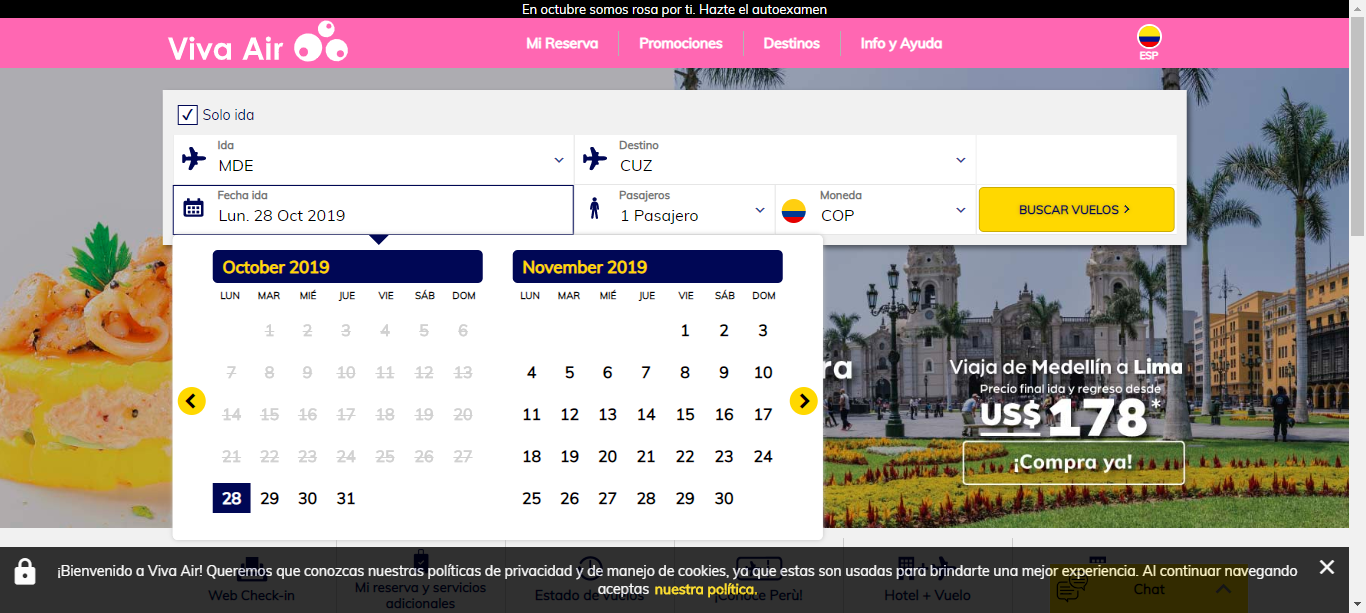 En octubre somos rosa por ti. Hazte el autoexamen
Viva Air
Mi Reserva
Promociones
Destinos
Info y Ayuda
ESP
Solo ida
Ida
MDE
Destino
CUZ
Fecha ida
Lun. 28 Oct 2019
Pasajeros
1 Pasajero
Moneda
COP
BUSCAR VUELOS
October 2019
LUN MAR MIÉ JUE VIE SÁB DOM
1 2 3 4 5 6
7 8 9 10 11 12 13
14 15 16 17 18 19 20
21 22 23 24 25 26 27
28 29 30 31
November 2019
LUN MAR MIÉ JUE VIE SÁB DOM
1 2 3
4 5 6 7 8 9 10
11 12 13 14 15 16 17
18 19 20 21 22 23 24
25 26 27 28 29 30
ra
Viaja de Medellín a Lima
Precio final ida y regreso desde
US$ 178*
¡Compra ya!
¡Bienvenido a Viva Air! Queremos que conozcas nuestras políticas de privacidad y de manejo de cookies, ya que estas son usadas para brindarte una mejor experiencia. Al continuar navegando
aceptas nuestra política.
Web Check-in
Mi reserva y servicios
adicionales
Estado de vuelos
¡Conoce Perù!
Hotel + Vuelo
Chat